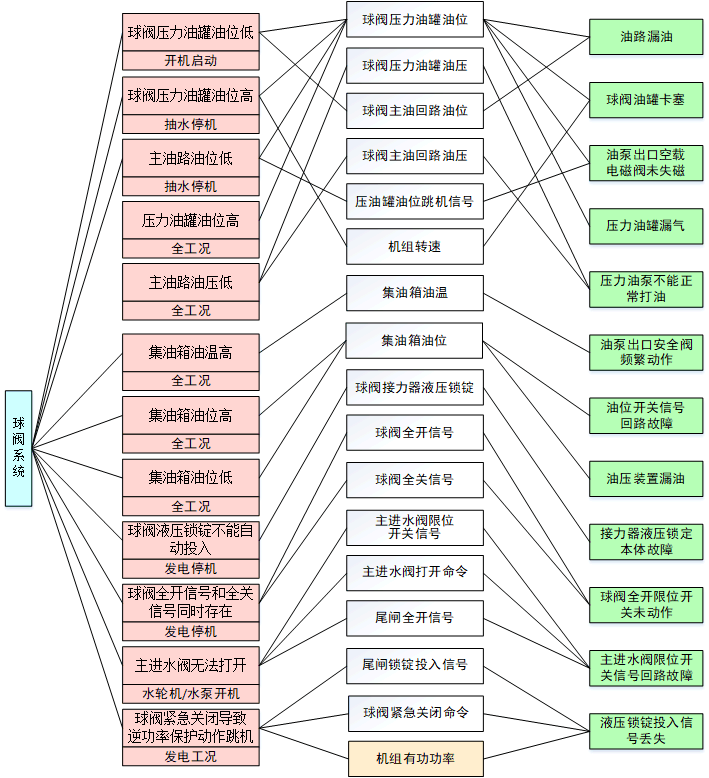 球
阀
系
统
球阀压力油罐油位低
开机启动
球阀压力油罐油位高
抽水停机
主油路油位低
抽水停机
压力油罐油位高
全工况
主油路油压低
全工况
集油箱油温高
全工况
集油箱油位高
全工况
集油箱油位低
全工况
球阀液压锁锭不能自
动投入
发电停机
球阀全开信号和全关
信号同时存在
发电停机
主进水阀无法打开
水轮机/水泵开机
球阀紧急关闭导致
逆功率保护动作跳机
发电工况
球阀压力油罐油位
球阀压力油罐油压
球阀主油回路油位
球阀主油回路油压
压油罐油位跳机信号
机组转速
集油箱油温
集油箱油位
球阀接力器液压锁锭
球阀全开信号
球阀全关信号
主进水阀限位
开关信号
主进水阀打开命令
尾闸全开信号
尾闸锁锭投入信号
球阀紧急关闭命令
机组有功功率
油路漏油
球阀油罐卡塞
油泵出口空载
电磁阀未失磁
压力油罐漏气
压力油泵不能正
常打油
油泵出口安全阀
频繁动作
油位开关信号
回路故障
油压装置漏油
接力器液压锁定
本体故障
球阀全开限位开
关未动作
主进水阀限位开
关信号回路故障
液压锁锭投入信
号丢失